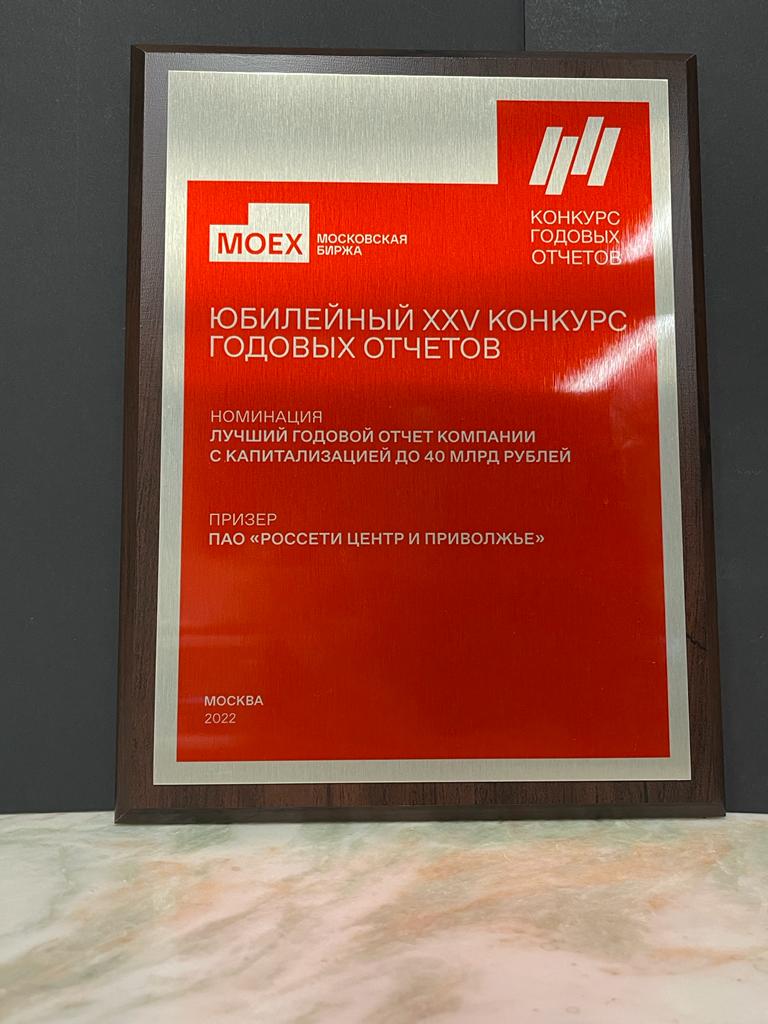 КОНКУРС
ГОДОВЫХ
ОТЧЕТОВ
MOEX
МОСКОВСКАЯ
БИРЖА
ЮБИЛЕЙНЫЙ XXV КОНКУРС
ГОДОВЫХ ОТЧЕТОВ
НОМИНАЦИЯ
ЛУЧШИЙ ГОДОВОЙ ОТЧЕТ КОМПАНИИ
С КАПИТАЛИЗАЦИЕЙ ДО 40 МЛРД РУБЛЕЙ
ПРИЗЕР
ПАО «РОССЕТИ ЦЕНТР И ПРИВОЛЖЬЕ»
МОСКВА
2022